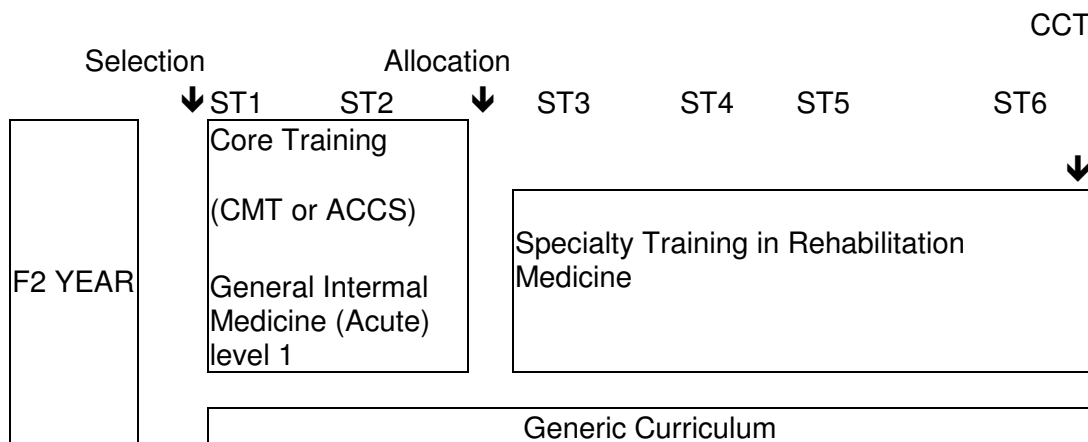 CCT
Selection Allocation
ST1 ST2 ST3 ST4 ST5 ST6
Core Training
(CMT or ACCS)
General Intermal
Medicine (Acute)
level 1
Specialty Training in Rehabilitation
Medicine
F2 YEAR
Generic Curriculum